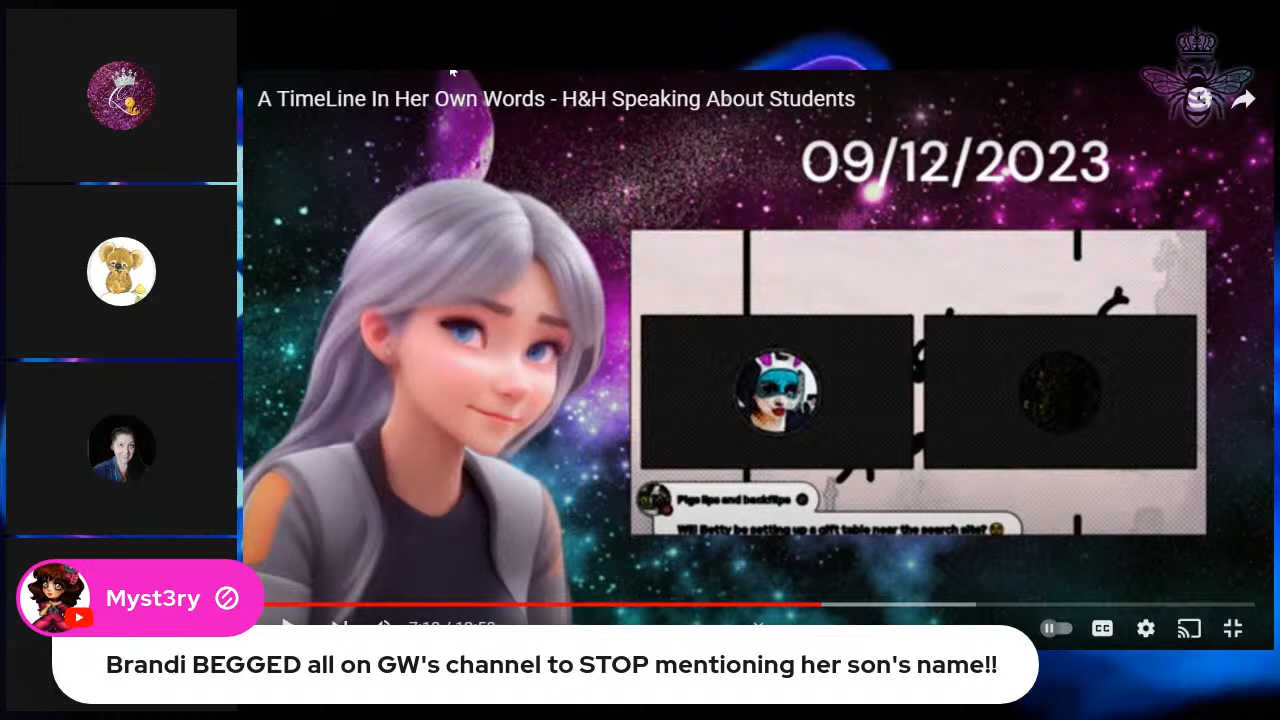 A TimeLine In Her Own Words - H&H Speaking About Students
09/12/2023
Pigs lips and backflips
Will Betty be setting up a gift table near the search site?
CC
Myst3ry
Brandi BEGGED all on GW's channel to STOP mentioning her son's name!!